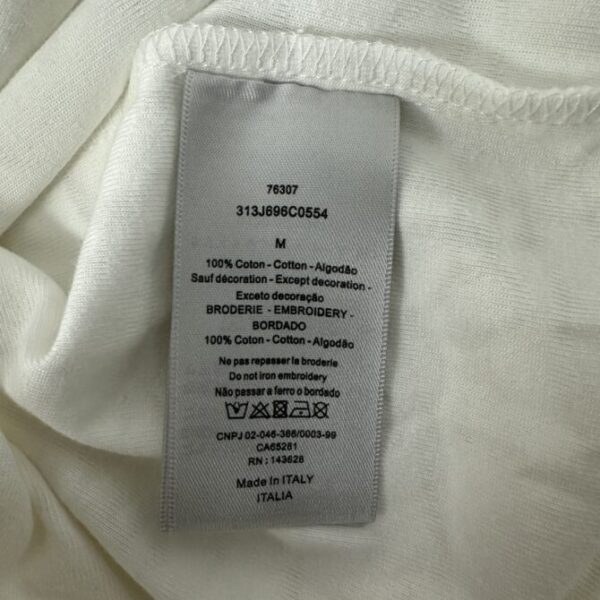 76307
313J696C0554
M
100% Coton - Cotton - Algodão
Sauf décoration - Except decoration -
Exceto decoração
BRODERIE - EMBROIDERY -
BORDADO
100% Coton - Cotton - Algodão
Ne pas repasser la broderie
Do not iron embroidery
Não passar a ferro o bordado
CNPJ 02-046-366/0003-99
CA65281
RN : 143628
Made in ITALY
ITALIA